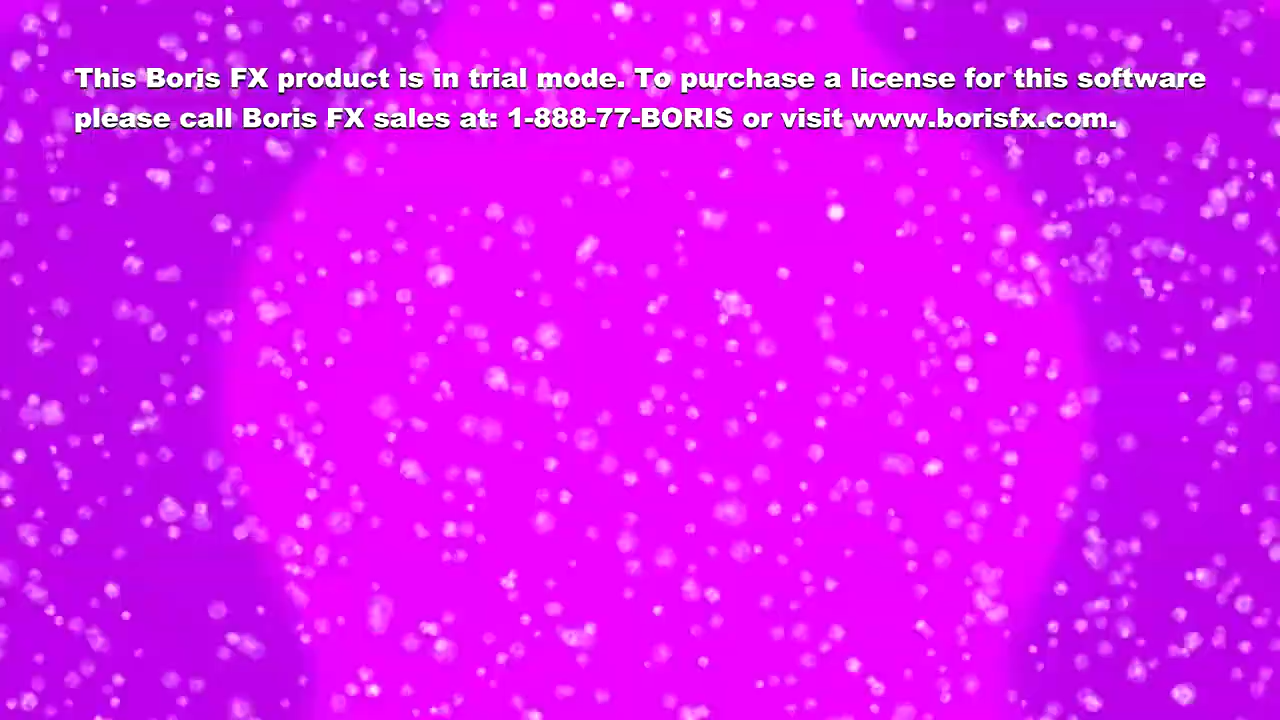 This Boris FX product is in trial mode. To purchase a license for this software
please call Boris FX sales at: 1-888-77-BORIS or visit www.borisfx.com.